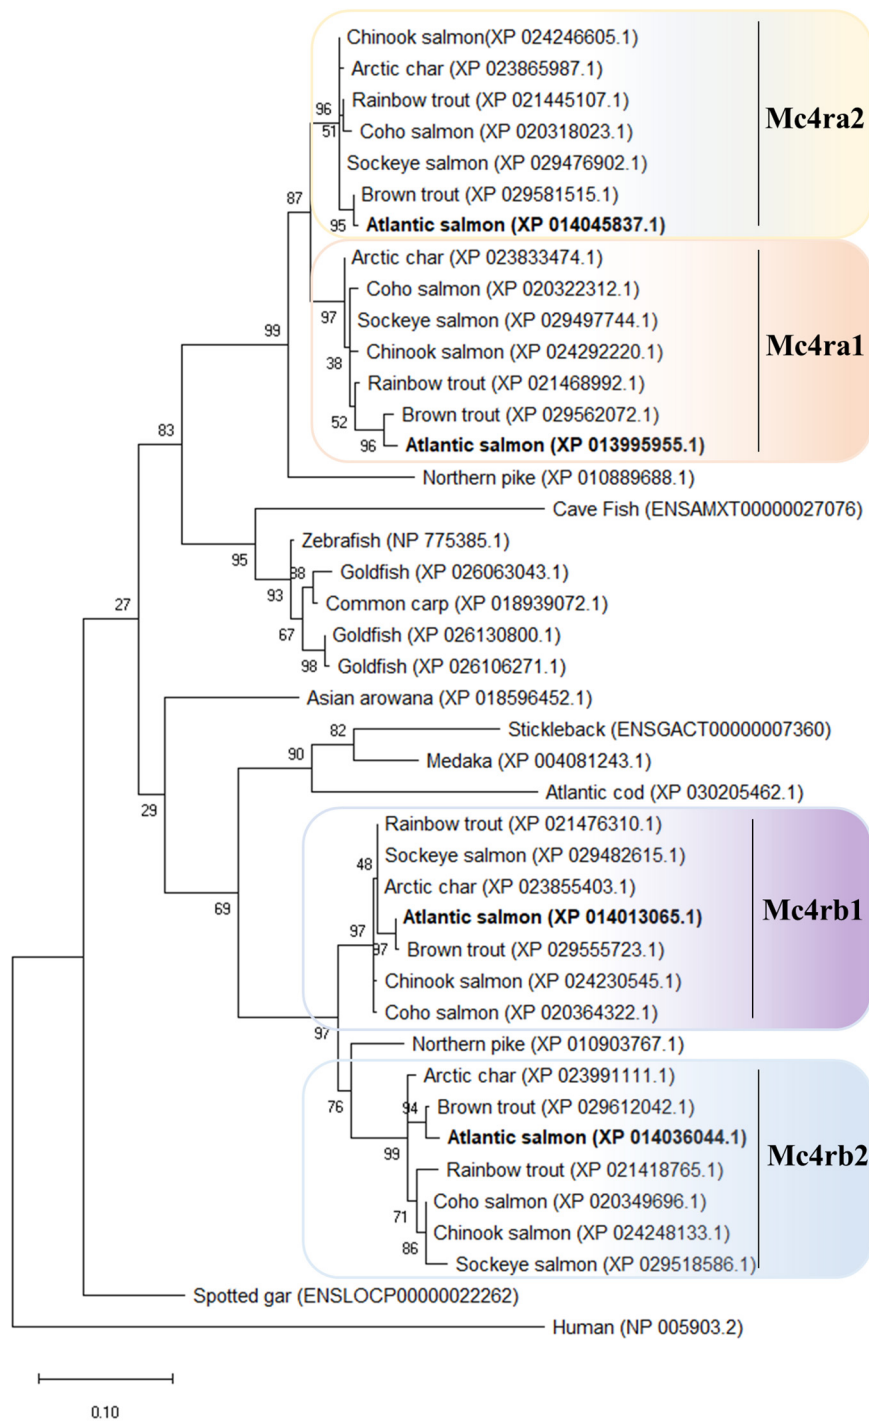 Chinook salmon(XP 024246605.1)
Arctic char (XP 023865987.1)
Rainbow trout (XP 021445107.1)
96
51
Coho salmon (XP 020318023.1)
Mc4ra2
Sockeye salmon (XP 029476902.1)
Brown trout (XP 029581515.1)
87
95
Atlantic salmon (XP 014045837.1)
Arctic char (XP 023833474.1)
Coho salmon (XP 020322312.1)
97
Sockeye salmon (XP 029497744.1)
99
Mc4ra1
Chinook salmon (XP 024292220.1)
38
Rainbow trout (XP 021468992.1)
Brown trout (XP 029562072.1)
52
83
96
Atlantic salmon (XP 013995955.1)
Northern pike (XP 010889688.1)
Cave Fish (ENSAMXT00000027076)
Zebrafish (NP 775385.1)
95
88
Goldfish (XP 026063043.1)
93
Common carp (XP 018939072.1)
27
67
Goldfish (XP 026130800.1)
98
Goldfish (XP 026106271.1)
Asian arowana (XP 018596452.1)
82
Stickleback (ENSGACT00000007360)
90
Medaka (XP 004081243.1)
Atlantic cod (XP 030205462.1)
29
Rainbow trout (XP 021476310.1)
48
Sockeye salmon (XP 029482615.1)
Arctic char (XP 023855403.1)
69
Mc4rb1
Atlantic salmon (XP 014013065.1)
97
97
Brown trout (XP 029555723.1)
Chinook salmon (XP 024230545.1)
Coho salmon (XP 020364322.1)
97
Northern pike (XP 010903767.1)
Arctic char (XP 023991111.1)
76
94
Brown trout (XP 029612042.1)
Atlantic salmon (XP 014036044.1)
99
Mc4rb2
Rainbow trout (XP 021418765.1)
Coho salmon (XP 020349696.1)
71
Chinook salmon (XP 024248133.1)
86
Sockeye salmon (XP 029518586.1)
Spotted gar (ENSLOCP00000022262)
Human (NP 005903.2)
0.10